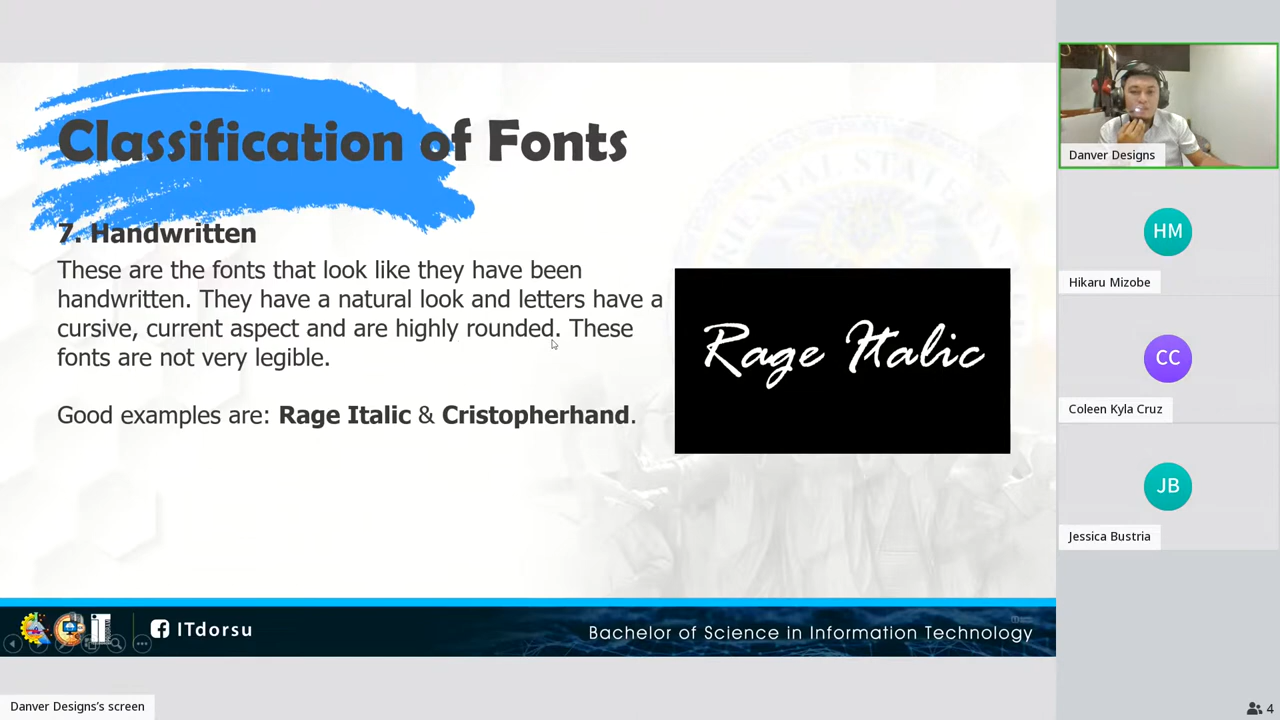 Classification of Fonts
7. Handwritten
These are the fonts that look like they have been
handwritten. They have a natural look and letters have a
cursive, current aspect and are highly rounded. These
fonts are not very legible.
Good examples are: Rage Italic & Cristopherhand.
Rage Italic
ITdorsu
Bachelor of Science in Information Technology
Danver Designs's screen
Danver Designs
HM
Hikaru Mizobe
CC
Coleen Kyla Cruz
JB
Jessica Bustria
4